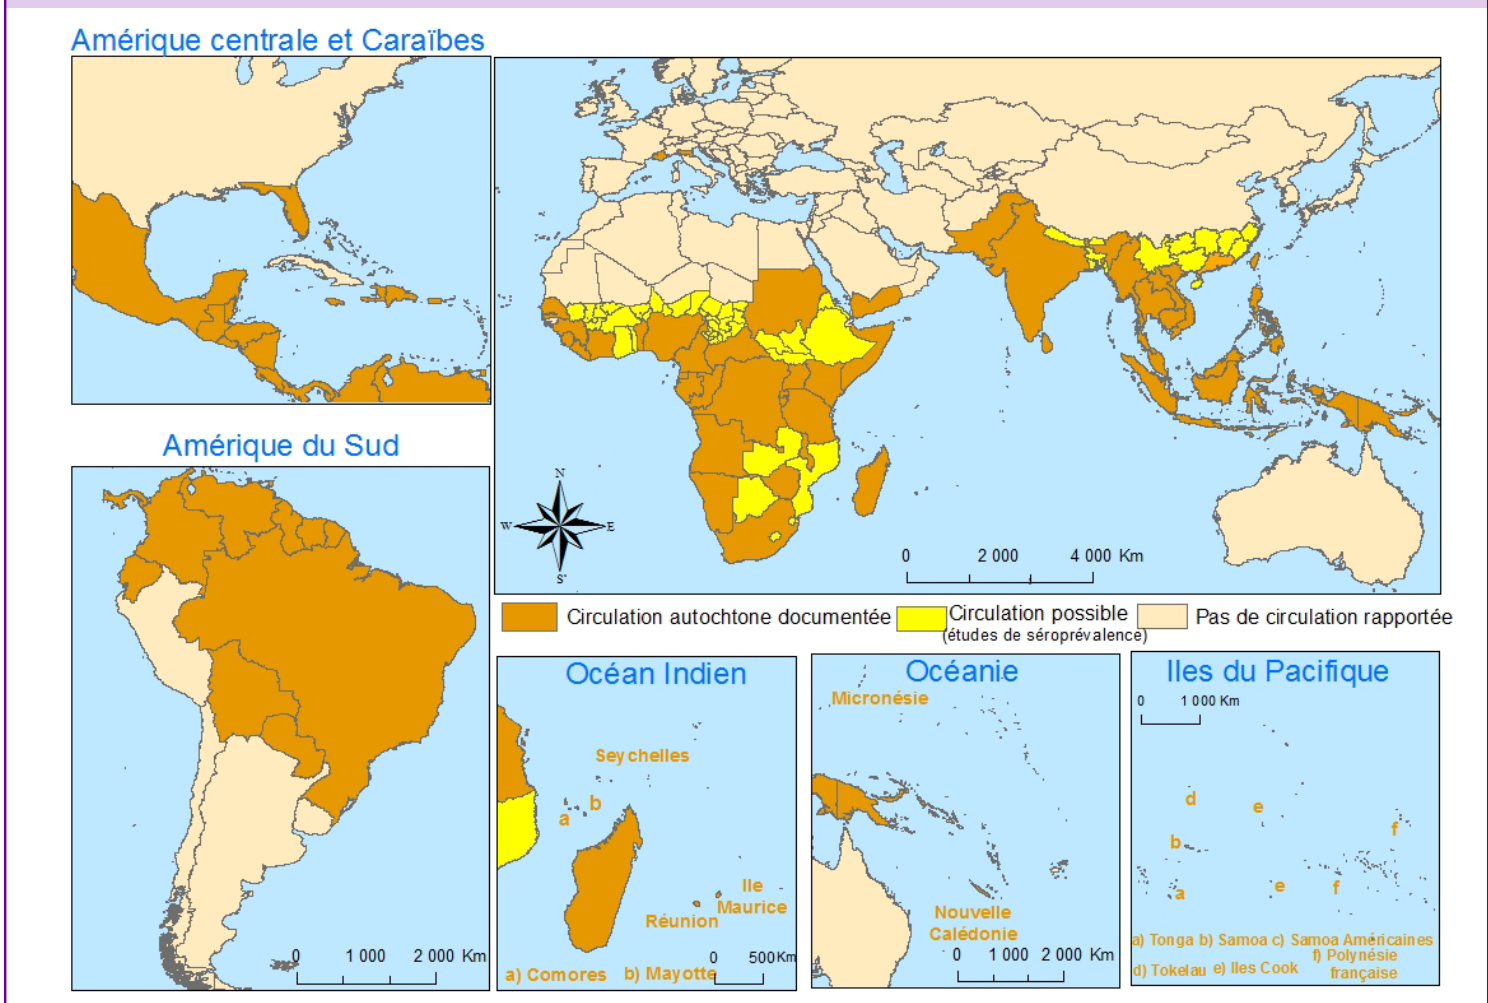 Amérique centrale et Caraïbes
Amérique du Sud
N
W
E
S
0 2 000 4 000 Km
Circulation autochtone documentée
Circulation possible
(études de séroprévalence)
Pas de circulation rapportée
0 1 000 2 000 Km
Océan Indien
Seychelles
b
a
Ile
Maurice
Réunion
0 500Km
a) Comores b) Mayotte
Océanie
Micronésie
Nouvelle
Calédonie
0 1 000 2 000 Km
Iles du Pacifique
0 1 000 Km
d
e
f
b
a
e
f
a) Tonga b) Samoa c) Samoa Américaines
f) Polynésie
d) Tokelau e) Iles Cook
française